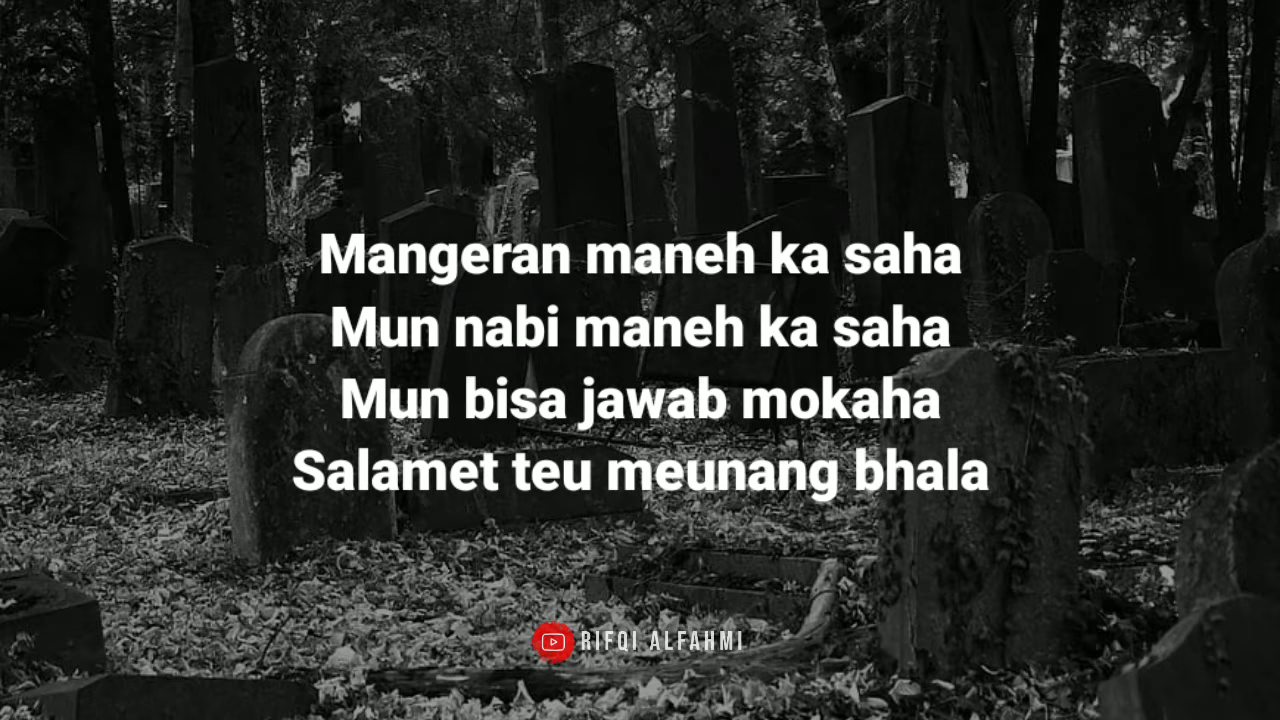 Mangeran maneh ka saha
Mun nabi maneh ka saha
Mun bisa jawab mokaha
Salamet teu meunang bhala
RIFQI ALFAHMI